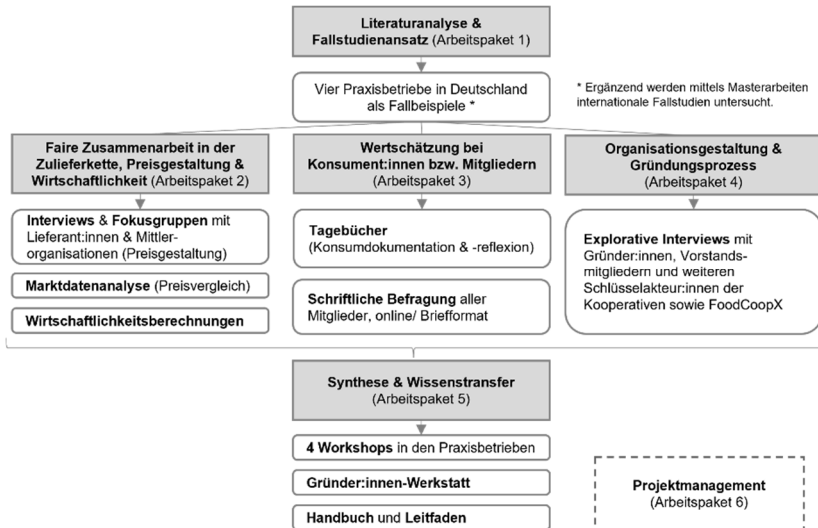 Literaturanalyse &
Fallstudienansatz (Arbeitspaket 1)
Vier Praxisbetriebe in Deutschland
als Fallbeispiele *
* Ergänzend werden mittels Masterarbeiten
internationale Fallstudien untersucht.
Faire Zusammenarbeit in der
Zulieferkette, Preisgestaltung &
Wirtschaftlichkeit (Arbeitspaket 2)
Interviews & Fokusgruppen mit
Lieferant:innen & Mittler-
organisationen (Preisgestaltung)
Marktdatenanalyse (Preisvergleich)
Wirtschaftlichkeitsberechnungen
Wertschätzung bei
Konsument:innen bzw. Mitgliedern
(Arbeitspaket 3)
Tagebücher
(Konsumdokumentation & -reflexion)
Schriftliche Befragung aller
Mitglieder, online/ Briefformat
Organisationsgestaltung &
Gründungsprozess
(Arbeitspaket 4)
Explorative Interviews mit
Gründer:innen, Vorstands-
mitgliedern und weiteren
Schlüsselakteur:innen der
Kooperativen sowie FoodCoopX
Synthese & Wissenstransfer
(Arbeitspaket 5)
4 Workshops in den Praxisbetrieben
Gründer:innen-Werkstatt
Handbuch und Leitfaden
Projektmanagement
(Arbeitspaket 6)